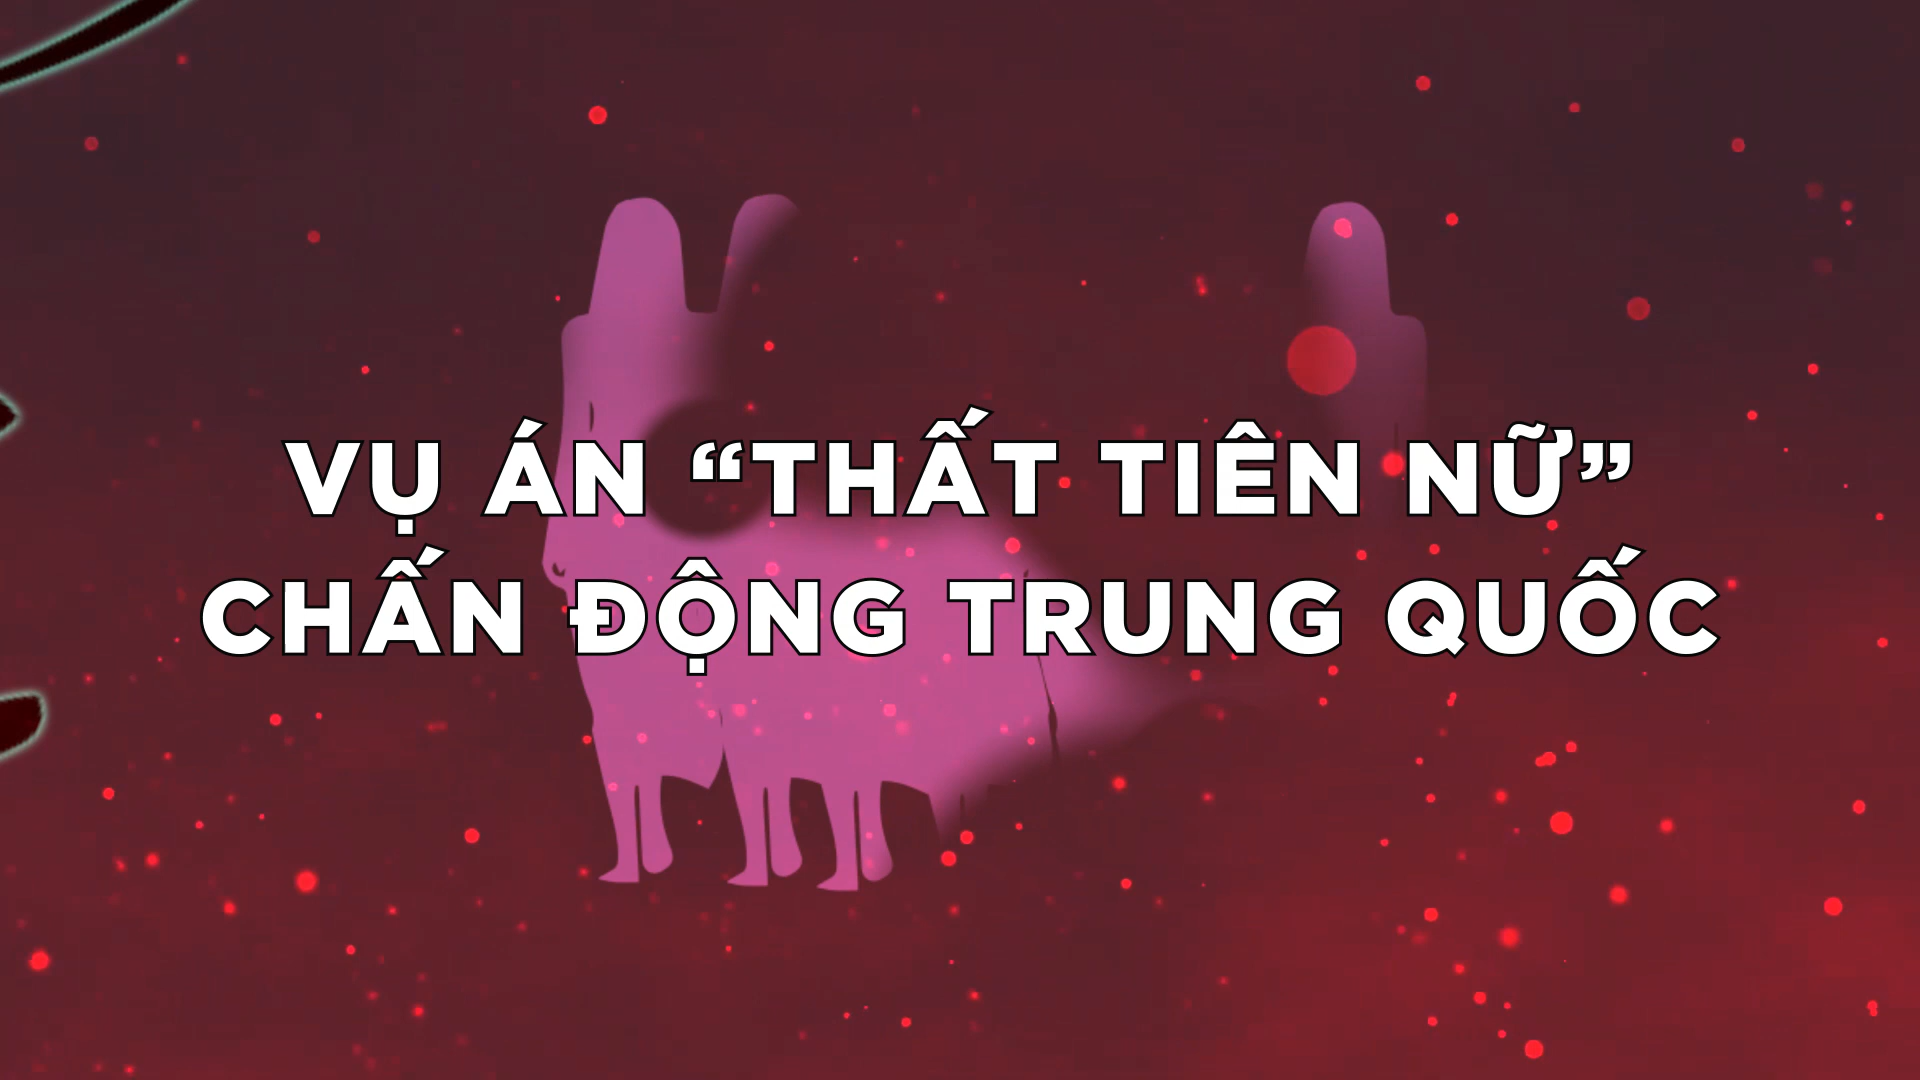 VỤ ÁN “THẤT TIÊN NỮ”
CHẤN ĐỘNG TRUNG QUỐC